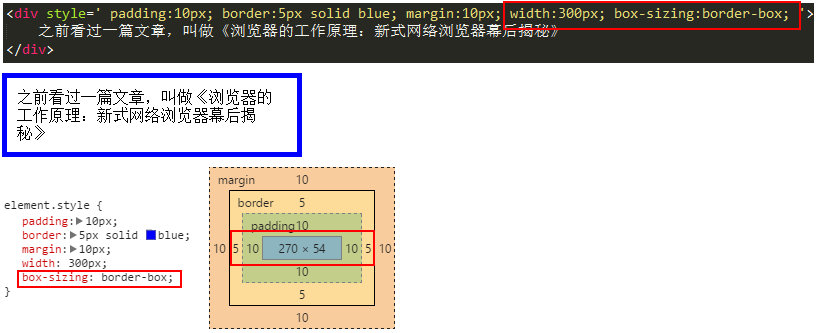 <div style=' padding:10px; border:5px solid blue; margin:10px; width:300px; box-sizing:border-box; '>
之前看过一篇文章，叫做《浏览器的工作原理：新式网络浏览器幕后揭秘》
</div>
之前看过一篇文章，叫做《浏览器的
工作原理：新式网络浏览器幕后揭
秘》
element.style {
padding:▶10px;
border:▶5px solid blue;
margin:▶10px;
width: 300px;
box-sizing: border-box;
}
margin 10
border 5
padding10
10 5 10 270 × 54 10 5 10
10
5
10